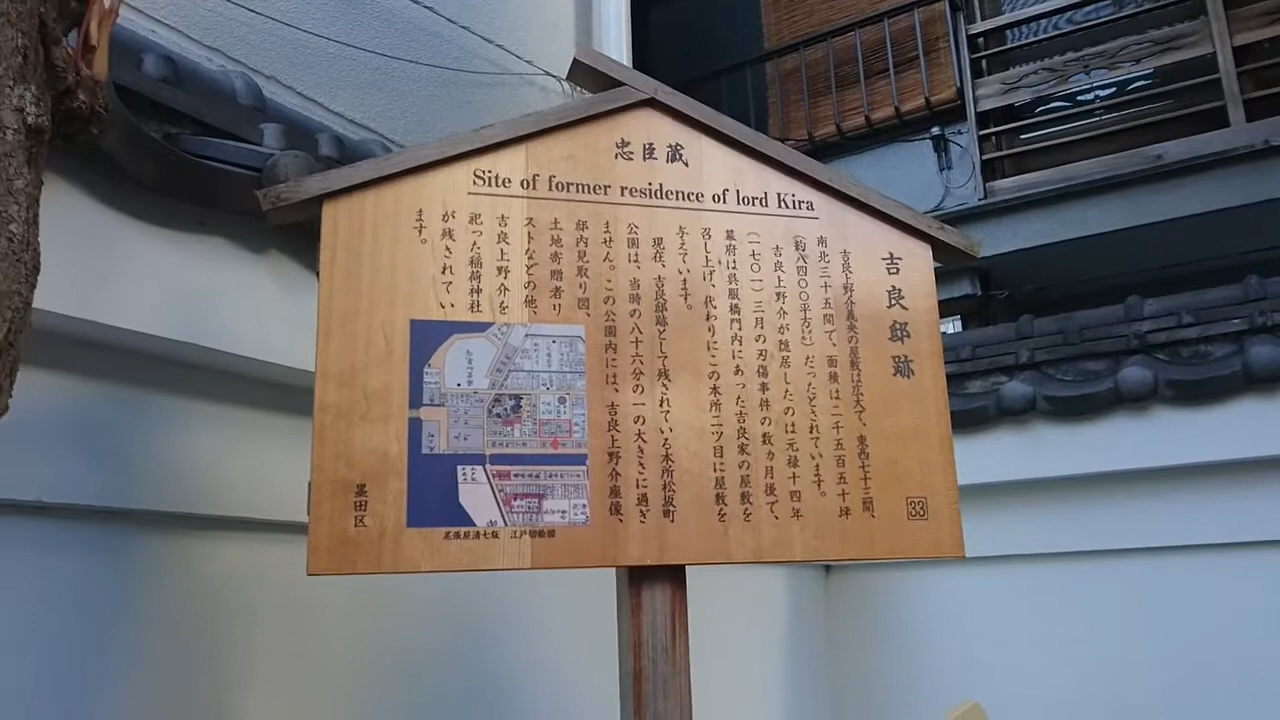 忠臣蔵
Site of former residence of lord Kira
吉良邸跡
吉良上野介義央の屋敷は広大で、東西七十三間、
南北三十五間で、面積は二千五百五十坪
(約八四〇〇平方㍍)だったとされています。
吉良上野介が隠居したのは元禄十四年
(一七〇一)三月の刃傷事件の数ヵ月後で、
幕府は呉服橋門内にあった吉良家の屋敷を
召し上げ、代わりにこの本所二ツ目に屋敷を
与えています。
現在、吉良邸跡として残されている本所松坂町
公園は、当時の八十六分の一の大きさに過ぎ
ません。この公園内には、吉良上野介座像、
邸内見取り図、
土地寄贈者リ
ストなどの他、
吉良上野介を
祀った稲荷神社
が残されてい
ます。
尾張屋清七版 江戸切絵図
墨田区
33